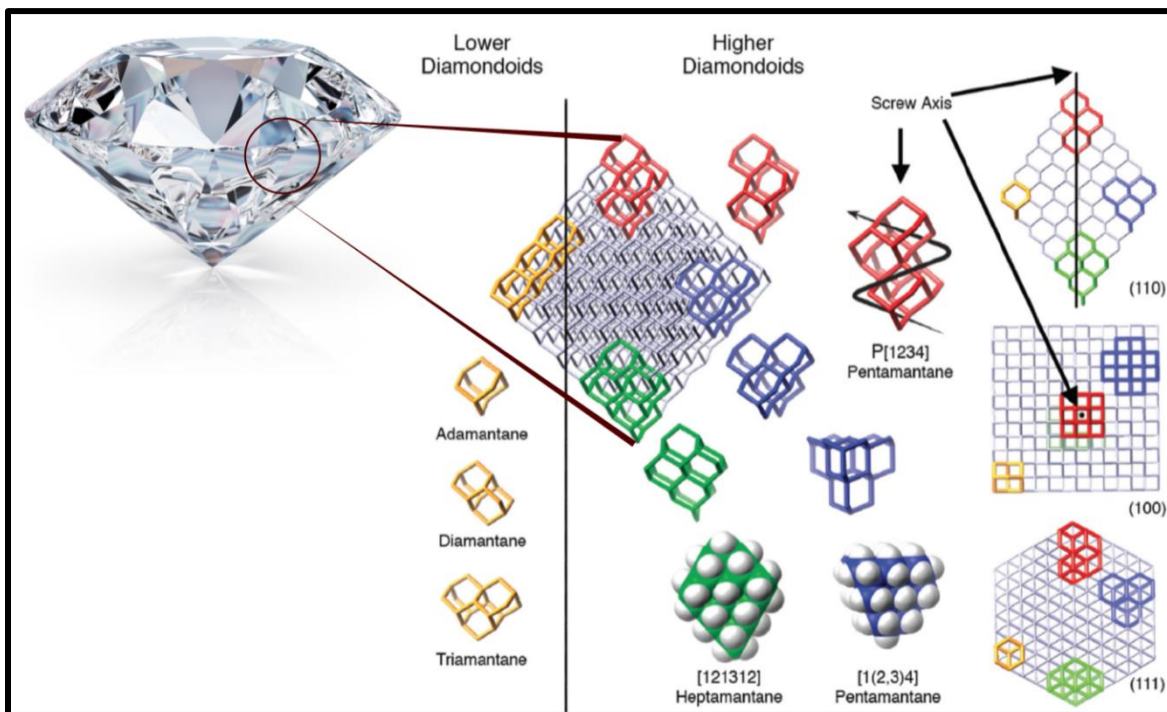 Lower
Diamondoids
Higher
Diamondoids
Screw Axis
(110)
P[1234]
Pentamantane
Adamantane
(100)
Diamantane
Triamantane
[121312]
Heptamantane
[1(2,3)4]
Pentamantane
(111)